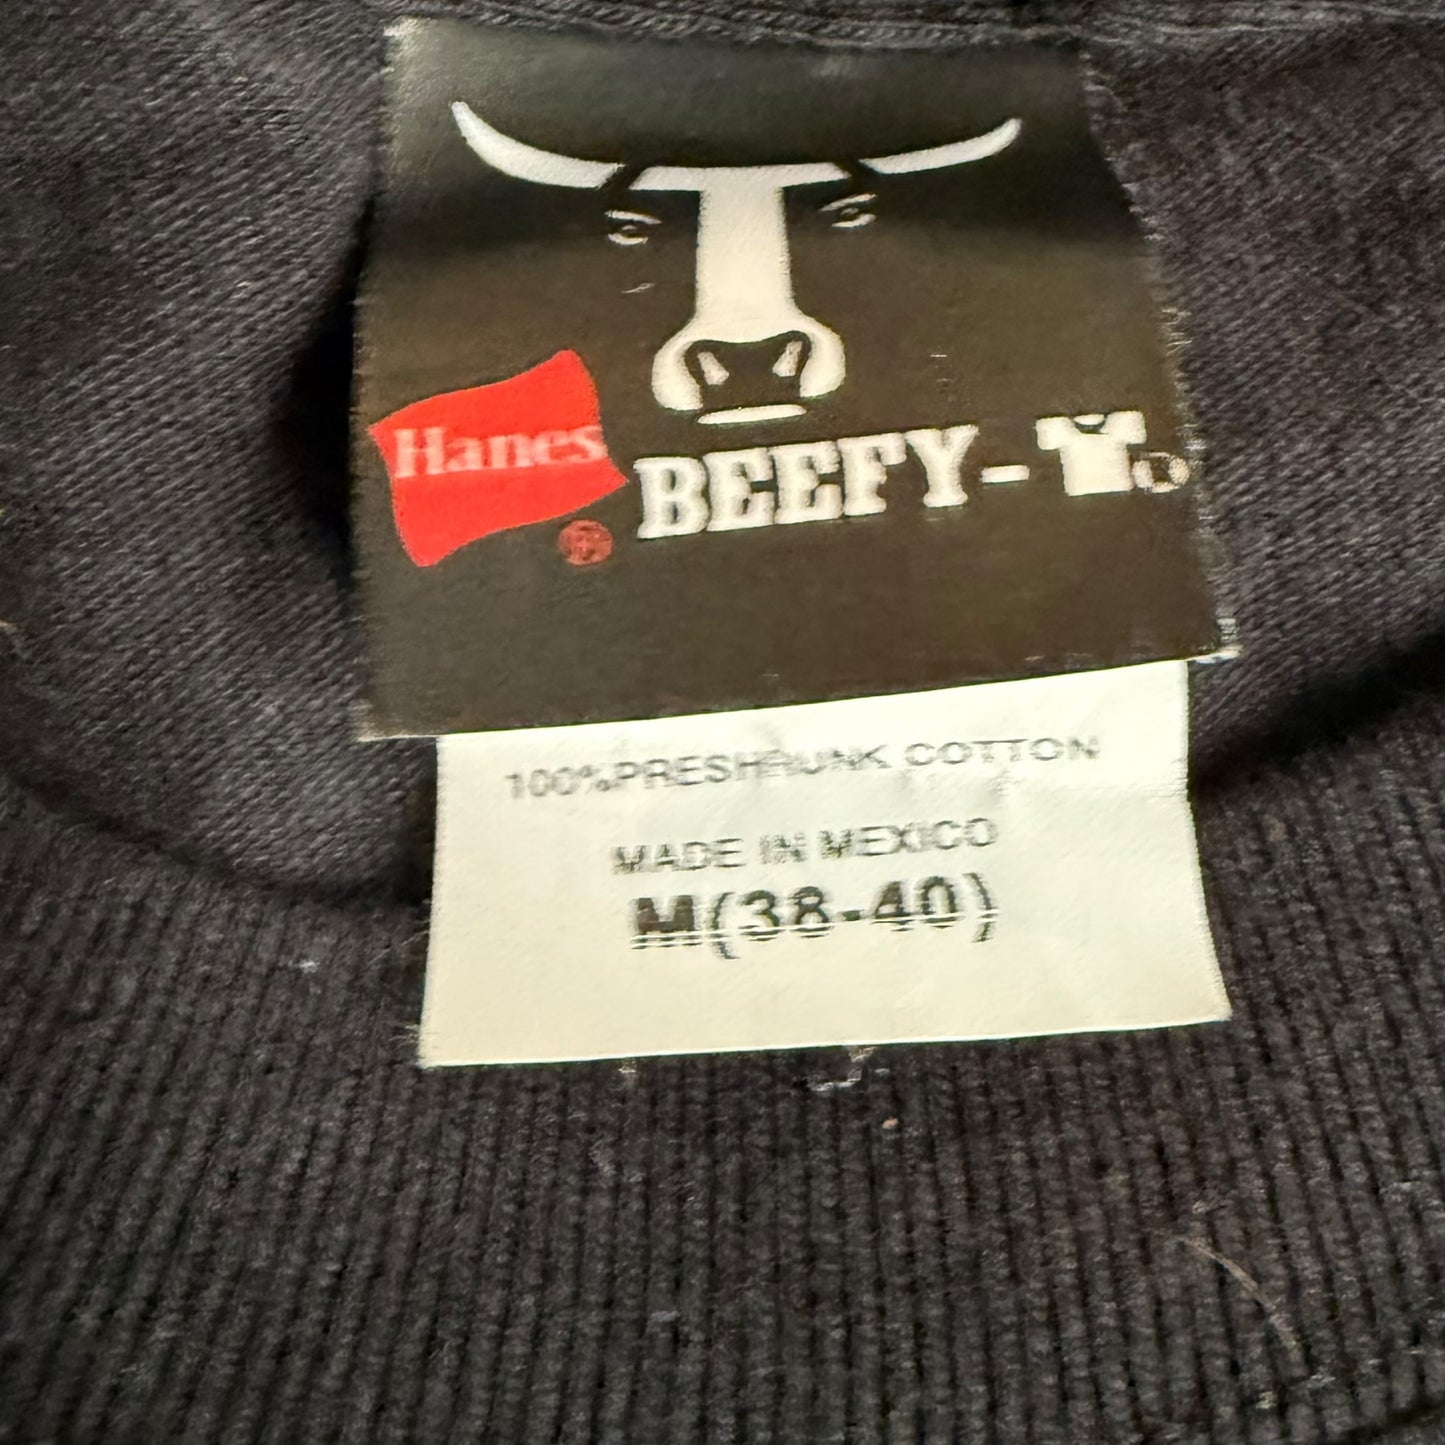 Hanes® BEEFY-T®
100%PRESHRUNK COTTON
MADE IN MEXICO
M(38-40)